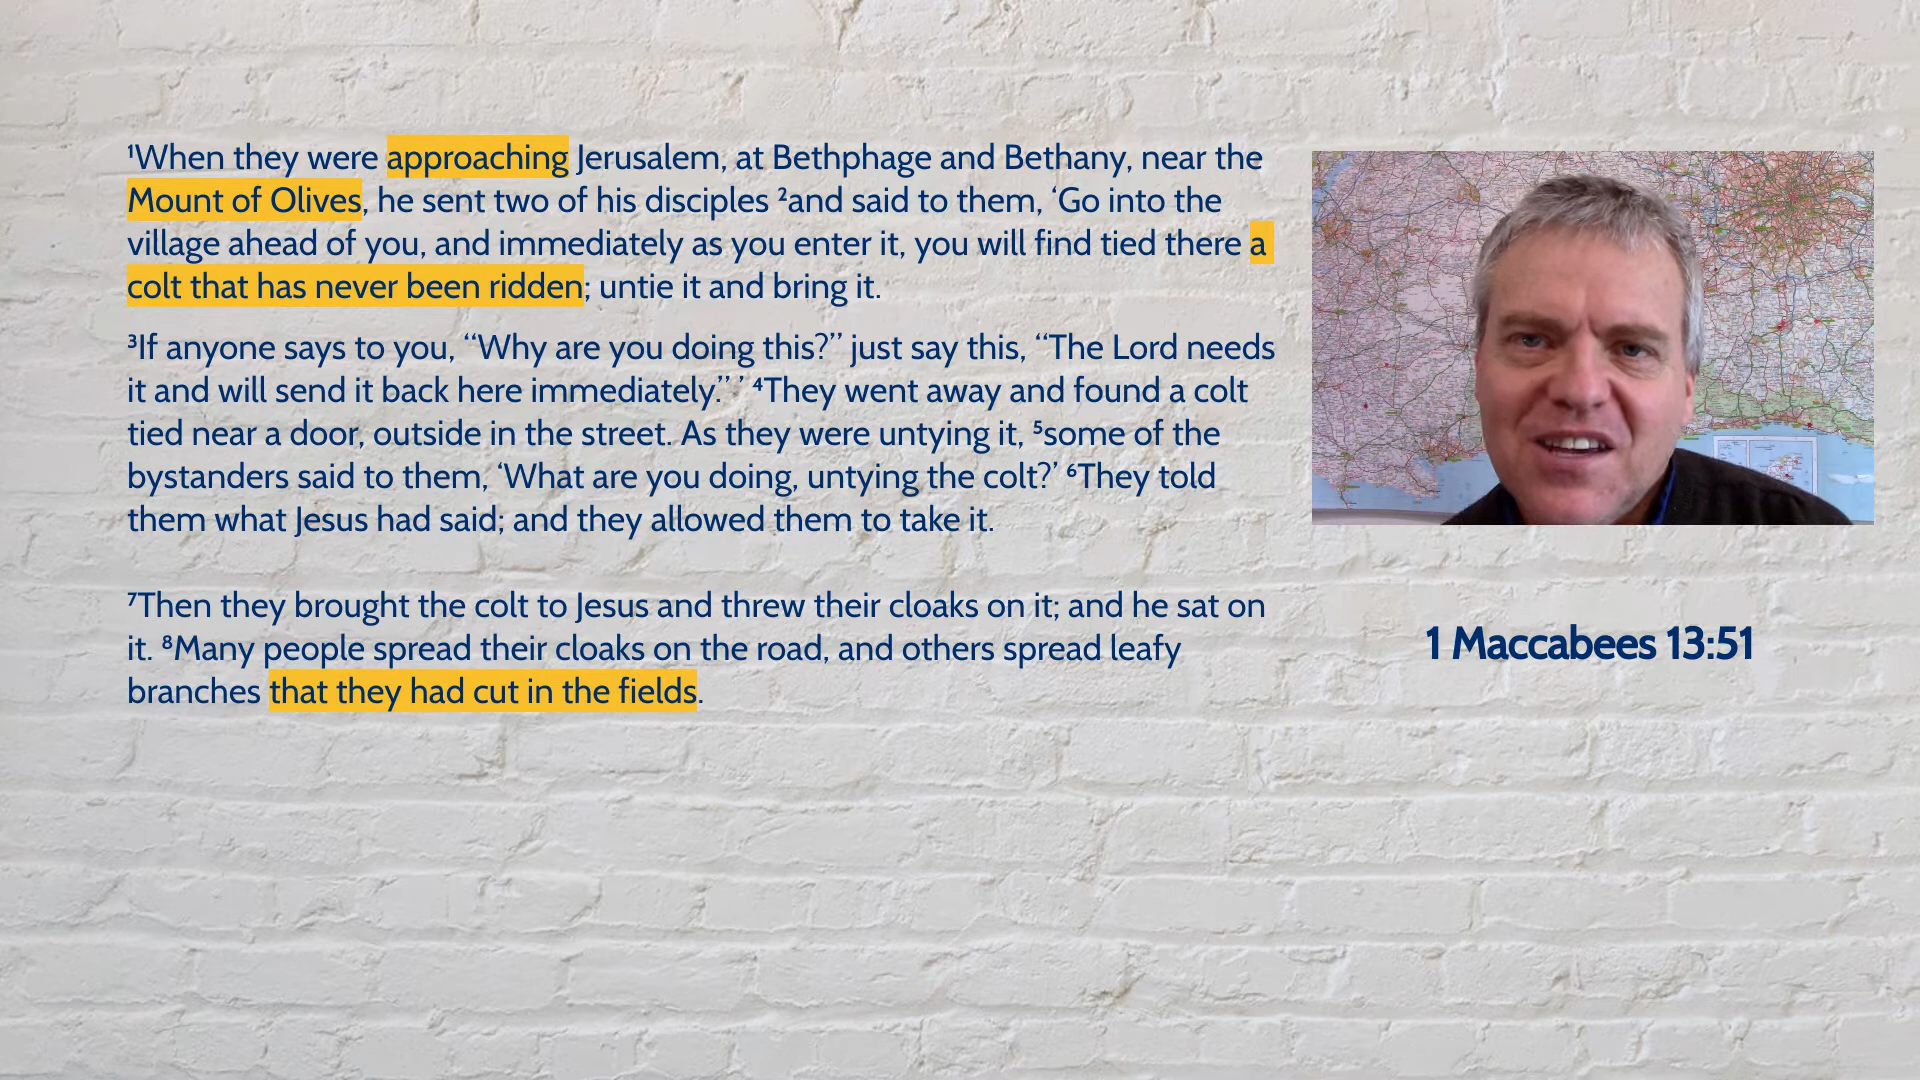 ¹When they were approaching Jerusalem, at Bethphage and Bethany, near the
Mount of Olives, he sent two of his disciples ²and said to them, ‘Go into the
village ahead of you, and immediately as you enter it, you will find tied there a
colt that has never been ridden; untie it and bring it.
³If anyone says to you, “Why are you doing this?” just say this, “The Lord needs
it and will send it back here immediately.” ’ ⁴They went away and found a colt
tied near a door, outside in the street. As they were untying it, ⁵some of the
bystanders said to them, ‘What are you doing, untying the colt?’ ⁶They told
them what Jesus had said; and they allowed them to take it.
⁷Then they brought the colt to Jesus and threw their cloaks on it; and he sat on
it. ⁸Many people spread their cloaks on the road, and others spread leafy
branches that they had cut in the fields.
1 Maccabees 13:51